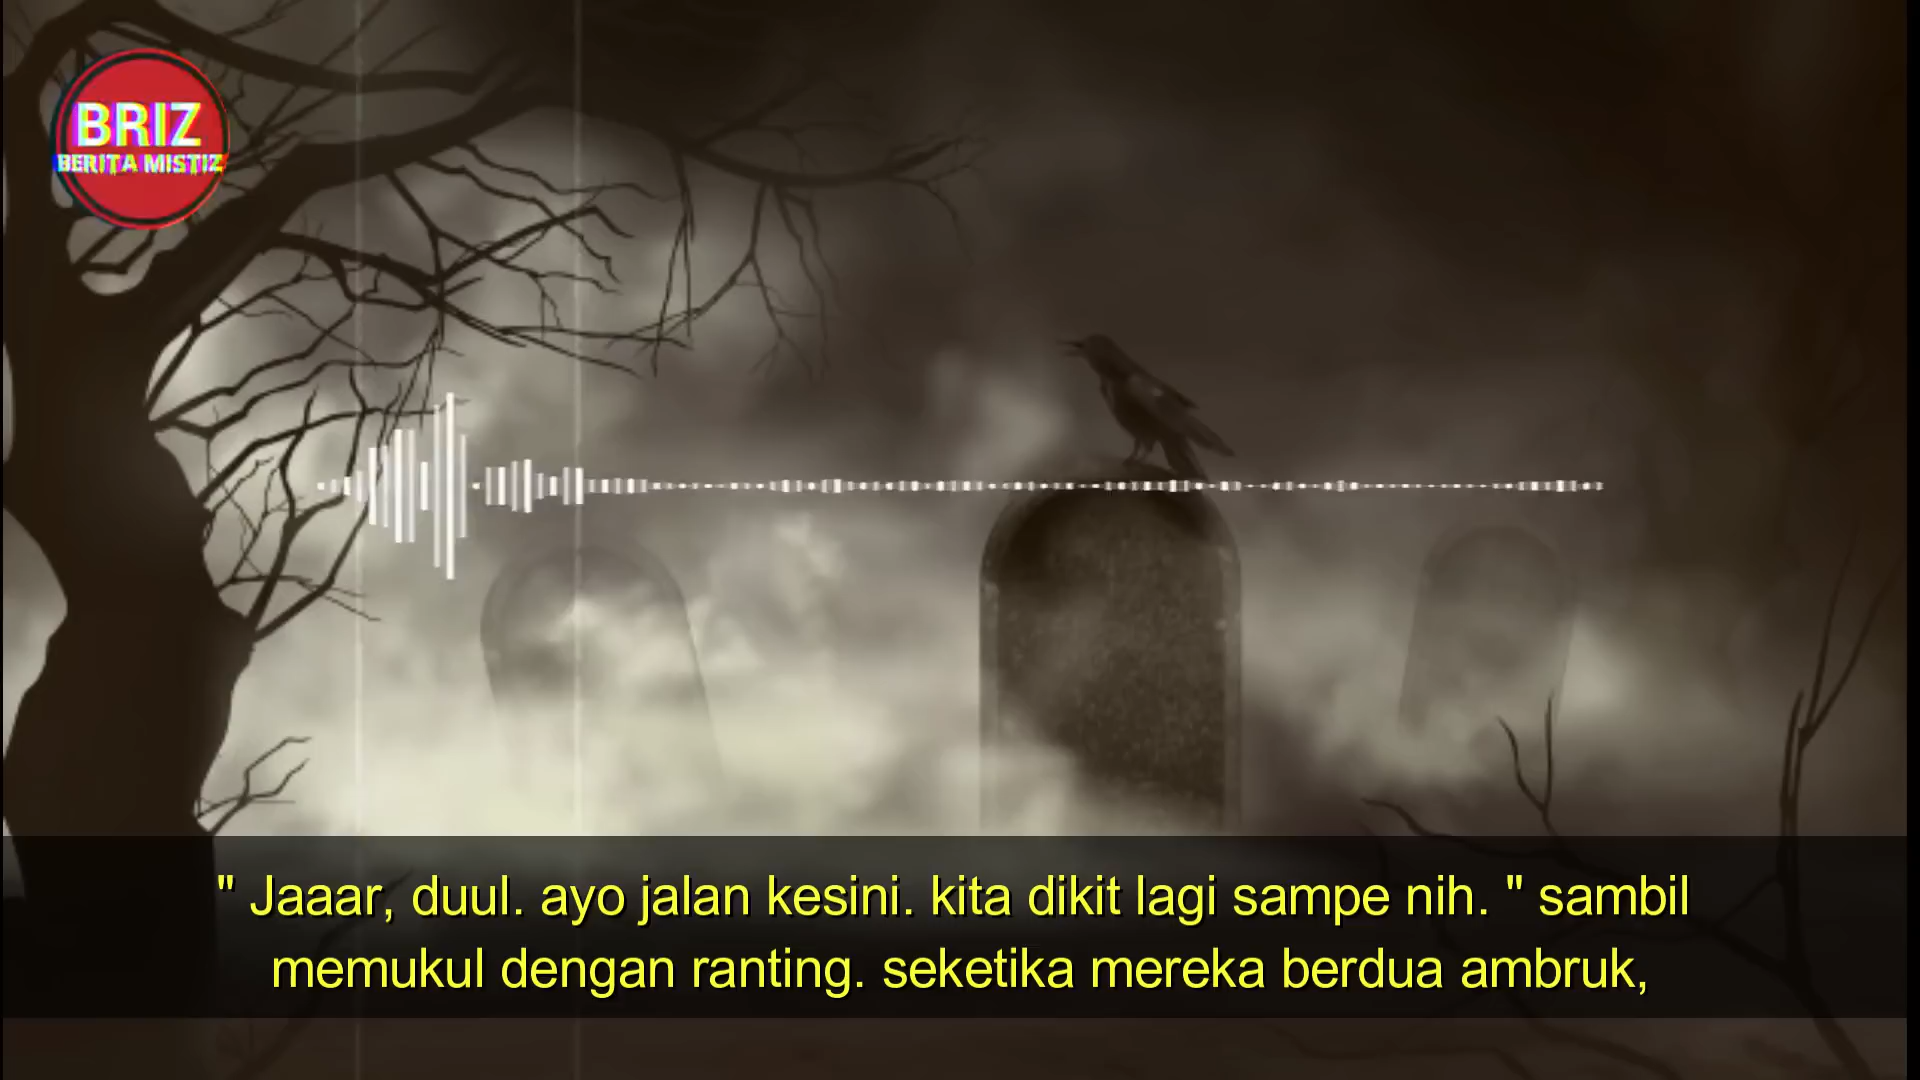 BRIZ
BERITA MISTIZ
" Jaaar, duul. ayo jalan kesini. kita dikit lagi sampe nih. " sambil
memukul dengan ranting. seketika mereka berdua ambruk,